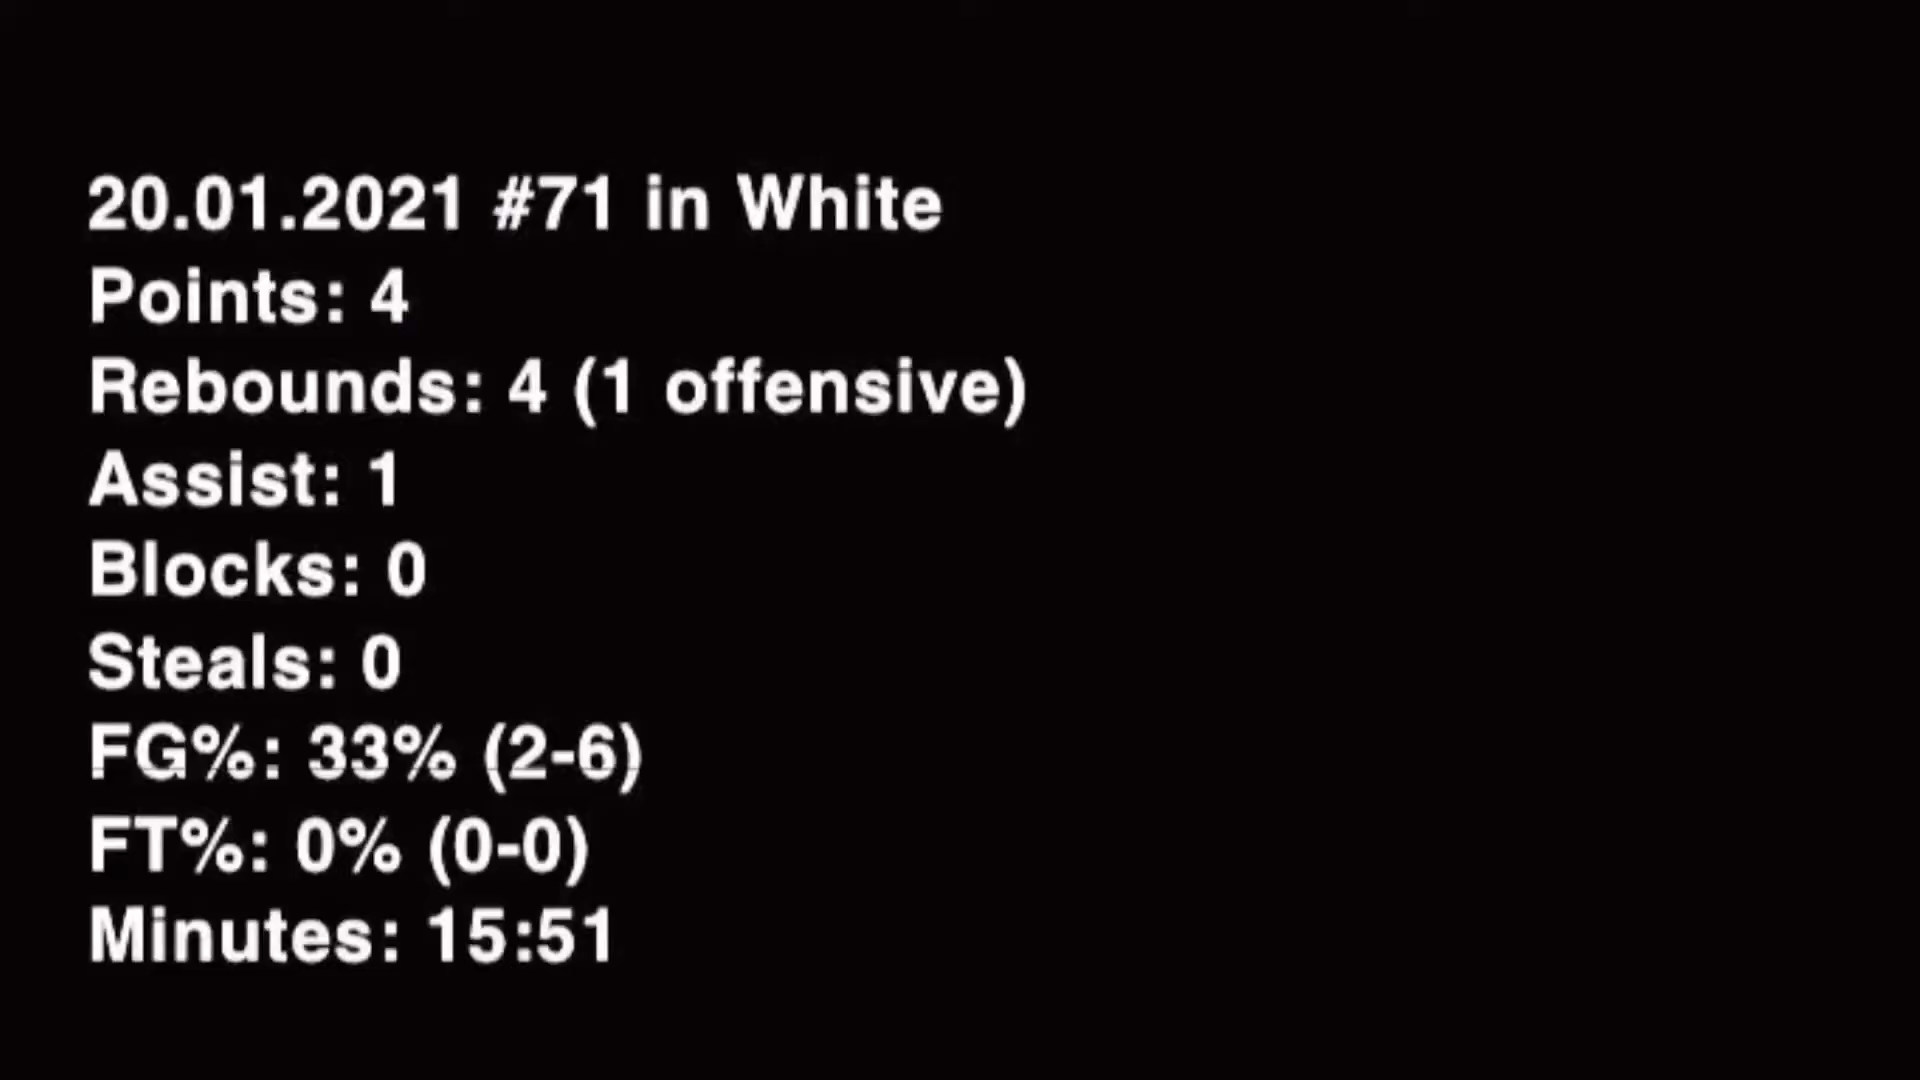 20.01.2021 #71 in White
Points: 4
Rebounds: 4 (1 offensive)
Assist: 1
Blocks: 0
Steals: 0
FG%: 33% (2-6)
FT%: 0% (0-0)
Minutes: 15:51